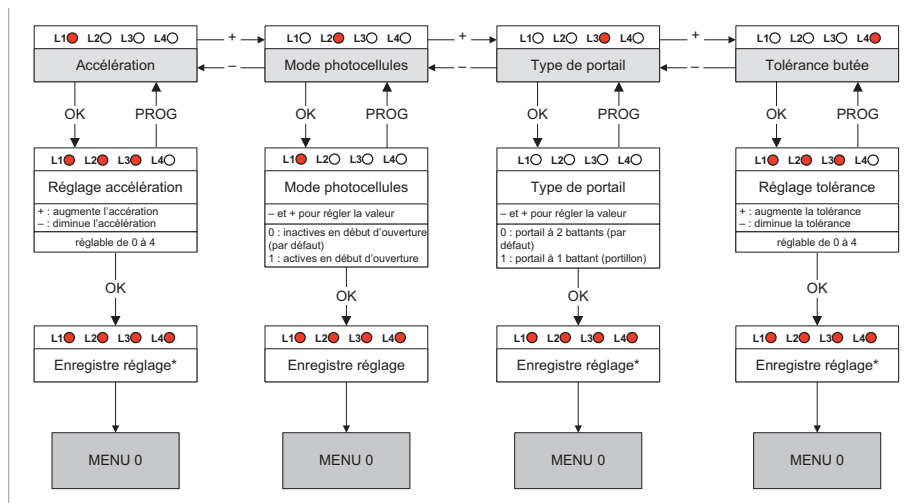 L1 L2 L3 L4 + L1 L2 L3 L4 + L1 L2 L3 L4 + L1 L2 L3 L4
Accélération – Mode photocellules – Type de portail – Tolérance butée
OK PROG OK PROG OK PROG OK PROG
L1 L2 L3 L4
Réglage accélération
+ : augmente l'accération
– : diminue l'accélération
réglable de 0 à 4
L1 L2 L3 L4
Mode photocellules
– et + pour régler la valeur
0 : inactives en début d'ouverture
(par défaut)
1 : actives en début d'ouverture
L1 L2 L3 L4
Type de portail
– et + pour régler la valeur
0 : portail à 2 battants (par
défaut)
1 : portail à 1 battant (portillon)
L1 L2 L3 L4
Réglage tolérance
+ : augmente la tolérance
– : diminue la tolérance
réglable de 0 à 4
OK OK OK OK
L1 L2 L3 L4 L1 L2 L3 L4 L1 L2 L3 L4 L1 L2 L3 L4
Enregistre réglage* Enregistre réglage Enregistre réglage* Enregistre réglage*
MENU 0 MENU 0 MENU 0 MENU 0